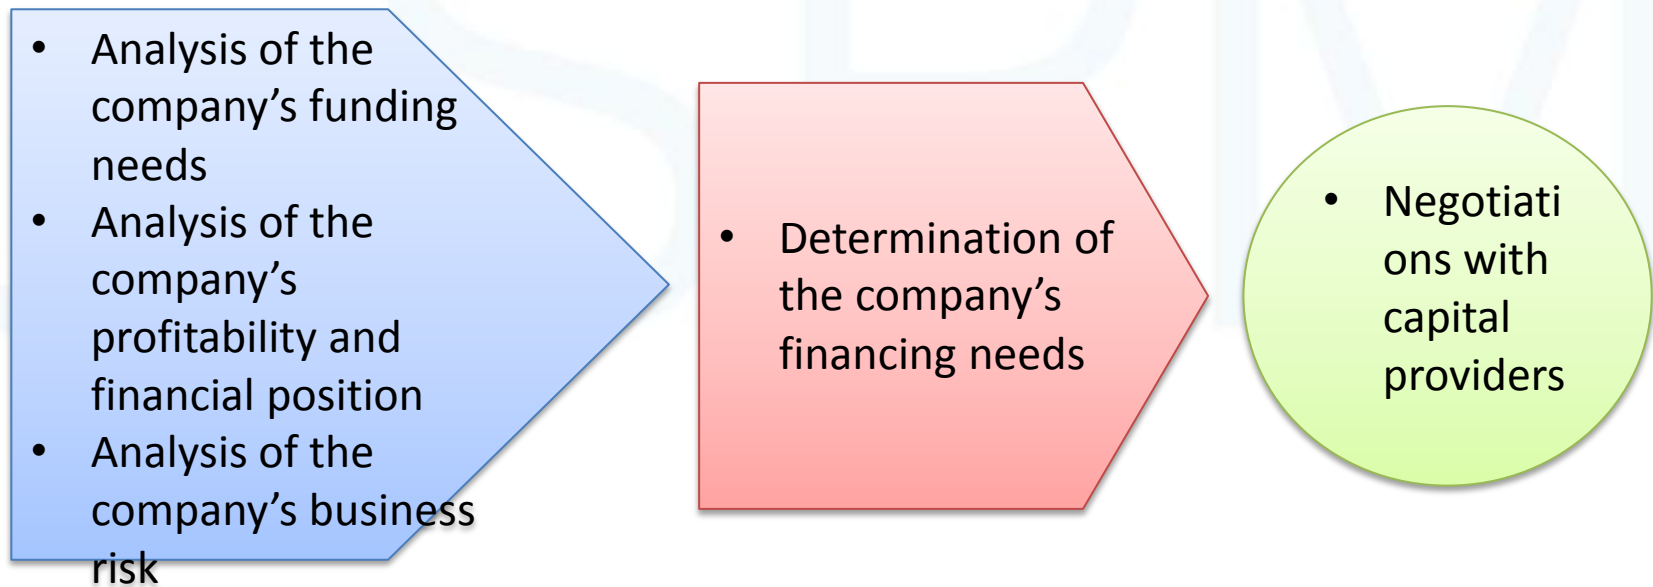 • Analysis of the
company’s funding
needs
• Analysis of the
company’s
profitability and
financial position
• Analysis of the
company’s business
risk
• Determination of
the company’s
financing needs
• Negotiati
ons with
capital
providers